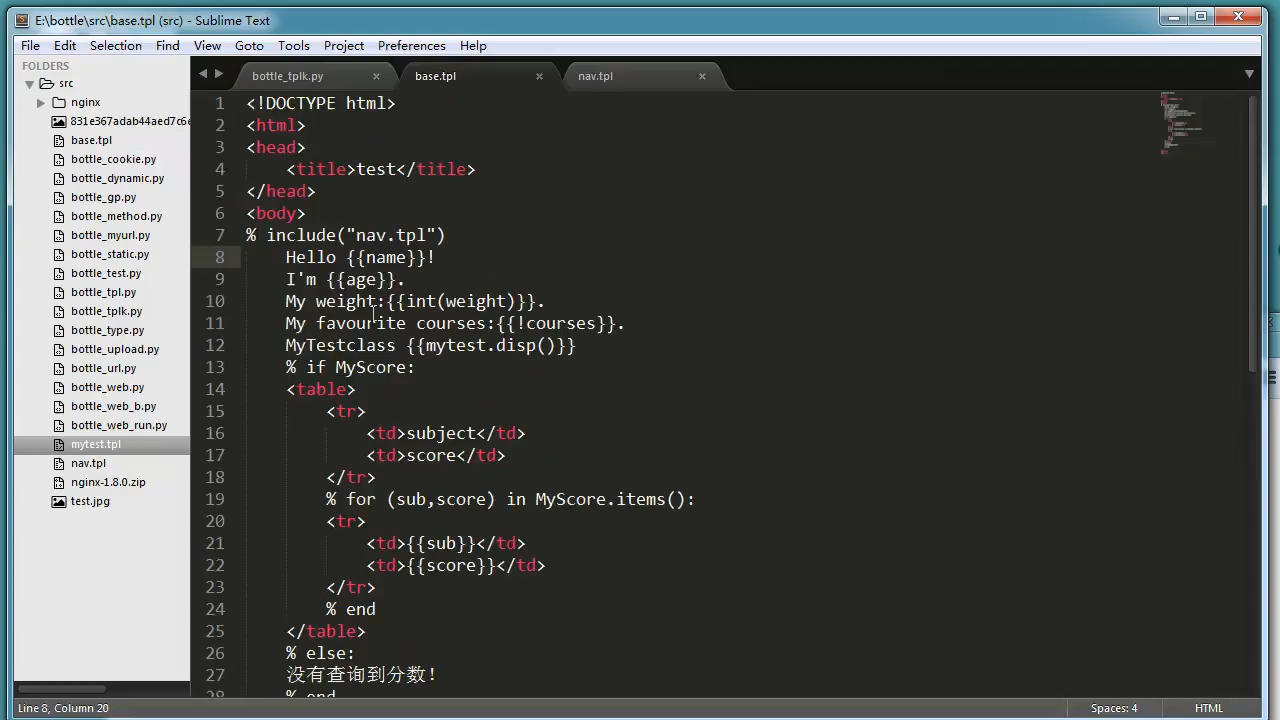 E:\bottle\src\base.tpl (src) - Sublime Text
File Edit Selection Find View Goto Tools Project Preferences Help
FOLDERS
src
nginx
831e367adab44aed7c6e
base.tpl
bottle_cookie.py
bottle_dynamic.py
bottle_gp.py
bottle_method.py
bottle_myurl.py
bottle_static.py
bottle_test.py
bottle_tpl.py
bottle_tplk.py
bottle_type.py
bottle_upload.py
bottle_url.py
bottle_web.py
bottle_web_b.py
bottle_web_run.py
mytest.tpl
nav.tpl
nginx-1.8.0.zip
test.jpg
bottle_tplk.py base.tpl nav.tpl
1 <!DOCTYPE html>
2 <html>
3 <head>
4 <title>test</title>
5 </head>
6 <body>
7 % include("nav.tpl")
8 Hello {{name}}!
9 I'm {{age}}.
10 My weight:{{int(weight)}}.
11 My favourite courses:{{!courses}}.
12 MyTestclass {{mytest.disp()}}
13 % if MyScore:
14 <table>
15 <tr>
16 <td>subject</td>
17 <td>score</td>
18 </tr>
19 % for (sub,score) in MyScore.items():
20 <tr>
21 <td>{{sub}}</td>
22 <td>{{score}}</td>
23 </tr>
24 % end
25 </table>
26 % else:
27 没有查询到分数!
28 % end
Line 8, Column 20 Spaces: 4 HTML